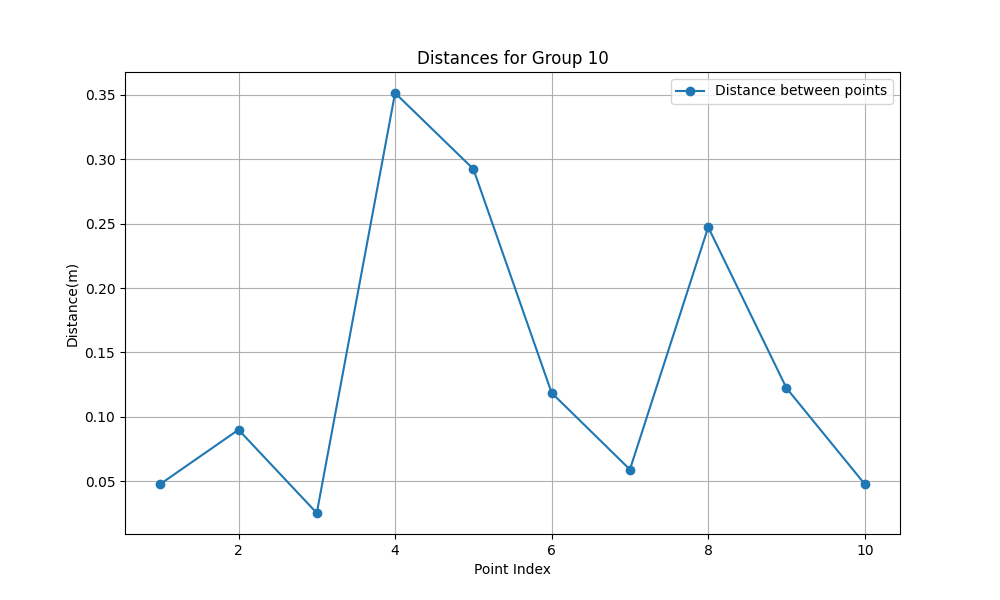 Distances for Group 10
Distance between points
0.35
0.30
0.25
0.20
0.15
0.10
0.05
Distance(m)
2 4 6 8 10
Point Index